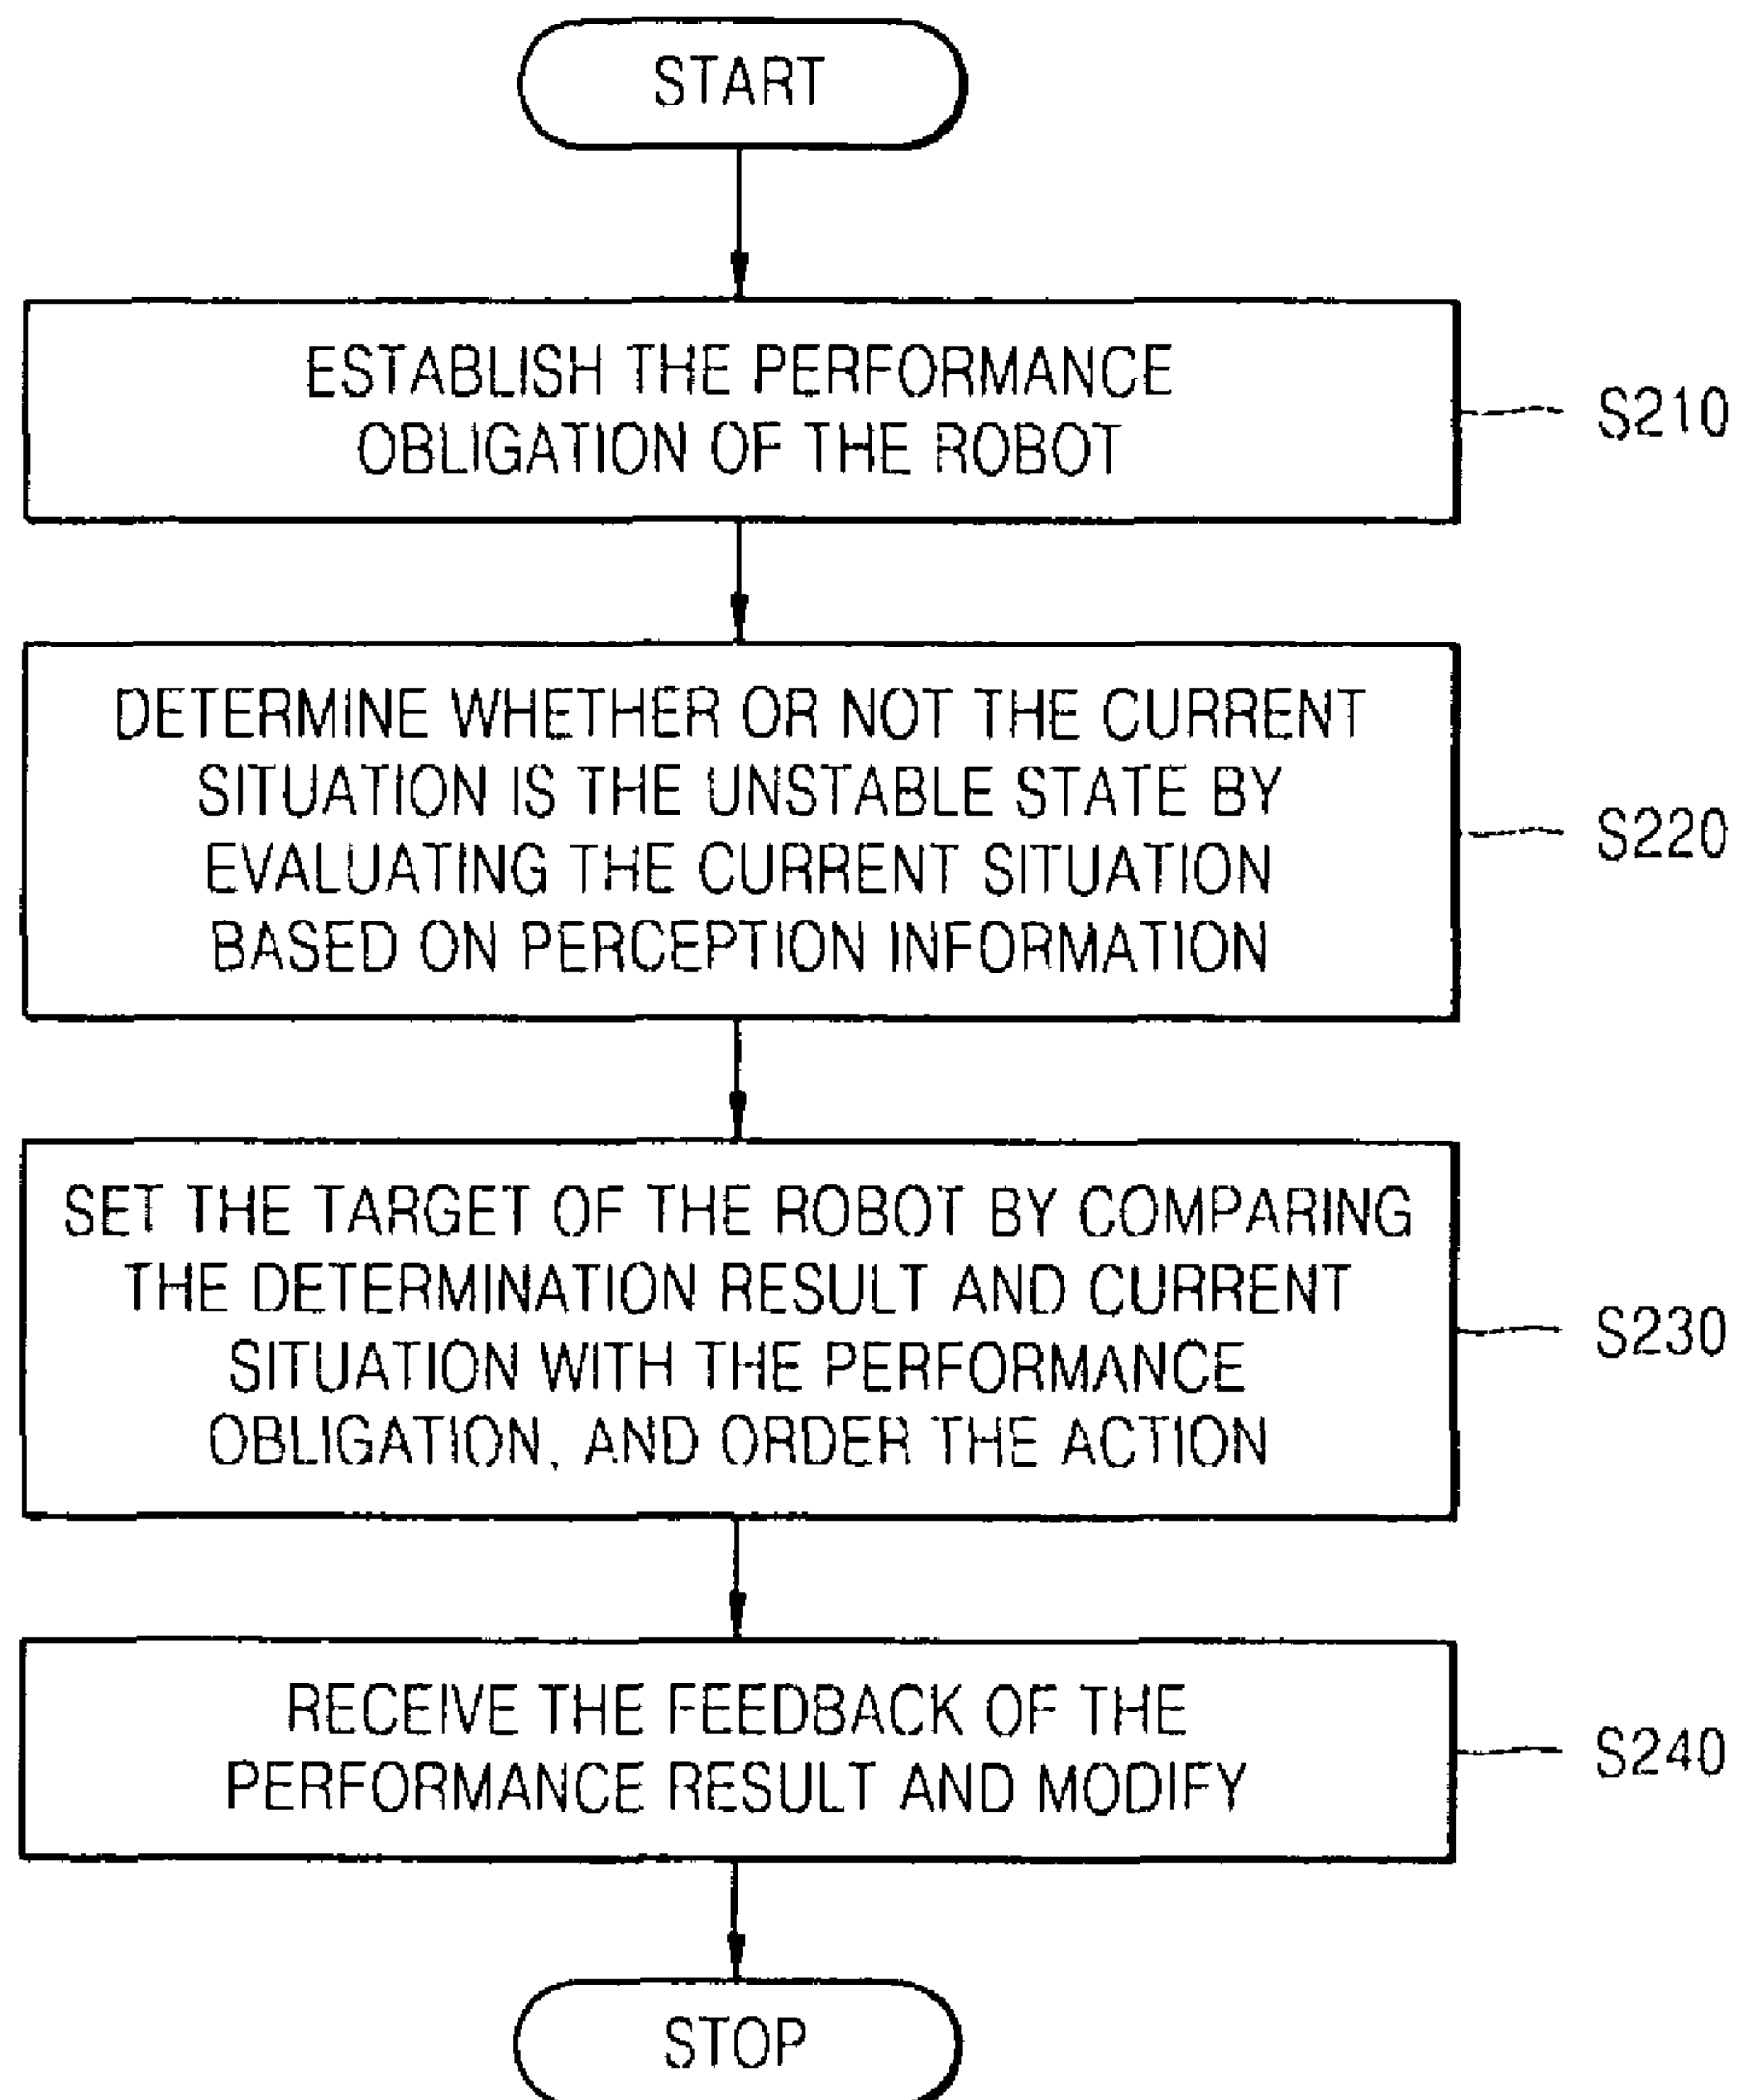 START
ESTABLISH THE PERFORMANCE
OBLIGATION OF THE ROBOT
S210
DETERMINE WHETHER OR NOT THE CURRENT
SITUATION IS THE UNSTABLE STATE BY
EVALUATING THE CURRENT SITUATION
BASED ON PERCEPTION INFORMATION
S220
SET THE TARGET OF THE ROBOT BY COMPARING
THE DETERMINATION RESULT AND CURRENT
SITUATION WITH THE PERFORMANCE
OBLIGATION, AND ORDER THE ACTION
S230
RECEIVE THE FEEDBACK OF THE
PERFORMANCE RESULT AND MODIFY
S240
STOP